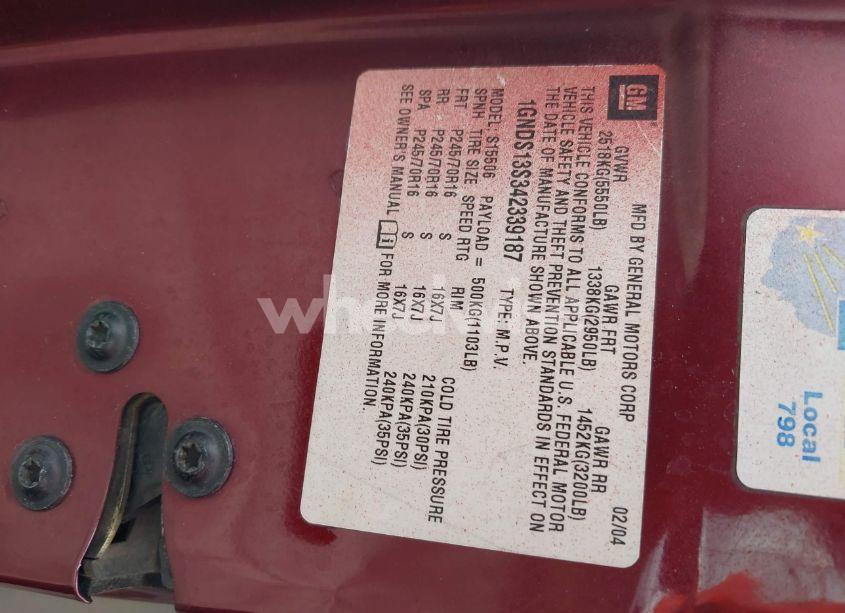 GM
MFD BY GENERAL MOTORS CORP
02/04
GVWR GAWR FRT GAWR RR
2518KG(5550LB) 1338KG(2950LB) 1452KG(3200LB)
THIS VEHICLE CONFORMS TO ALL APPLICABLE U.S. FEDERAL MOTOR
VEHICLE SAFETY AND THEFT PREVENTION STANDARDS IN EFFECT ON
THE DATE OF MANUFACTURE SHOWN ABOVE.
1GNDS13S342339187 TYPE: M.P.V.
MODEL: S15506 PAYLOAD = 500KG(1103LB)
SPNH TIRE SIZE SPEED RTG RIM COLD TIRE PRESSURE
FRT P245/70R16 S 16X7J 210KPA(30PSI)
RR P245/70R16 S 16X7J 240KPA(35PSI)
SPA P245/70R16 S 16X7J 240KPA(35PSI)
SEE OWNER'S MANUAL i FOR MORE INFORMATION.
Local
798